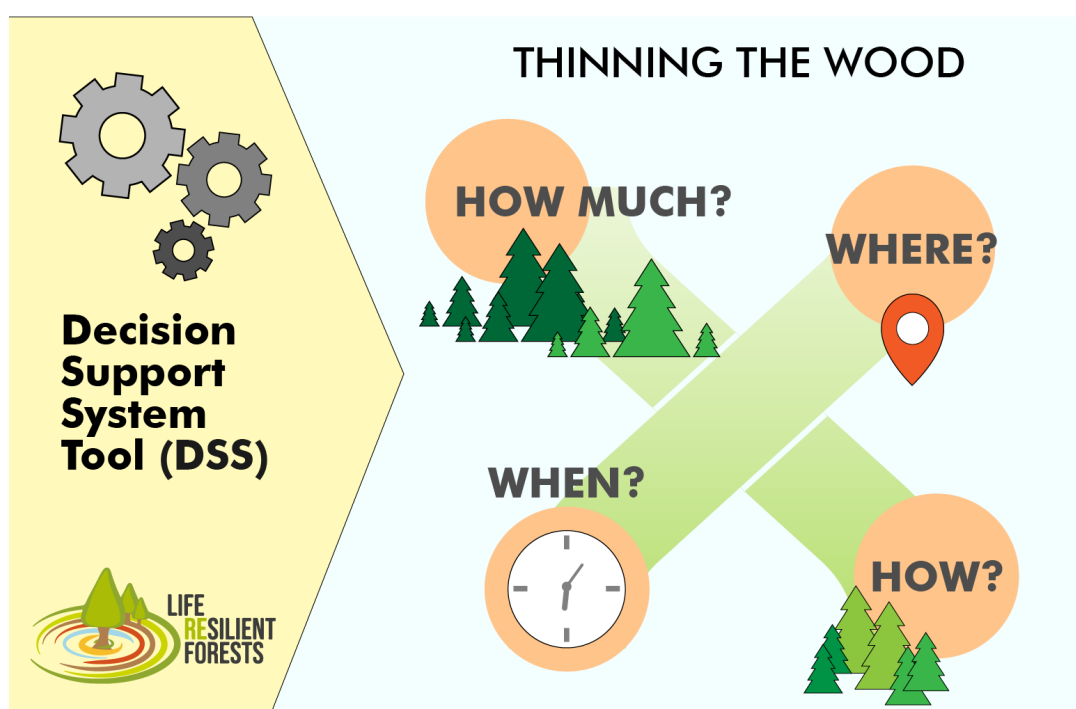 THINNING THE WOOD
HOW MUCH?
WHERE?
Decision
Support
System
Tool (DSS)
WHEN?
HOW?
LIFE
RESILIENT
FORESTS